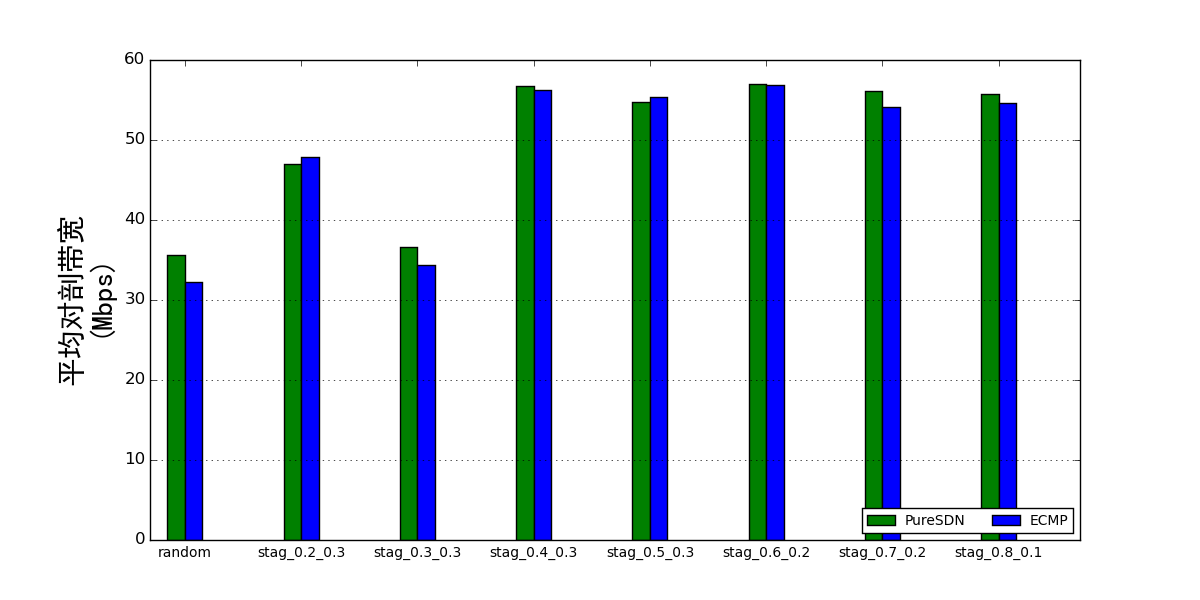 平均对剖带宽
(Mbps)
60
50
40
30
20
10
0
random stag_0.2_0.3 stag_0.3_0.3 stag_0.4_0.3 stag_0.5_0.3 stag_0.6_0.2 stag_0.7_0.2 stag_0.8_0.1
PureSDN ECMP